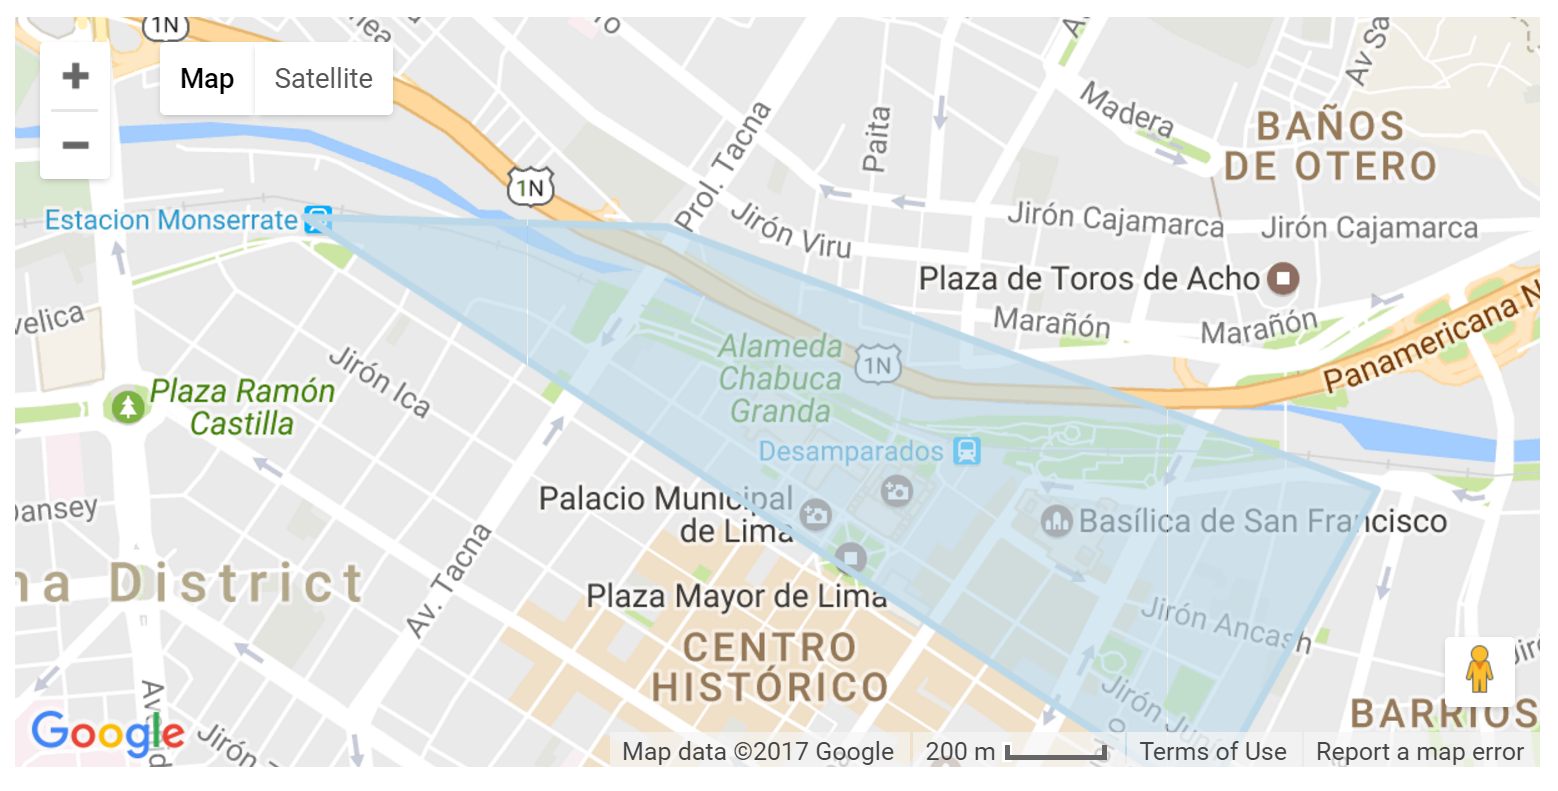 1N
Map
Satellite
+
−
Madera
Av Sa
BAÑOS
DE OTERO
Paita
Prol. Tacna
1N
Estacion Monserrate
Jirón Viru
Jirón Cajamarca
Jirón Cajamarca
Plaza de Toros de Acho
Marañón
Marañón
Panamericana N
velica
Jirón Ica
Alameda
Chabuca
Granda
1N
Plaza Ramón
Castilla
Desamparados
Palacio Municipal
de Lima
Basílica de San Francisco
ansey
Av. Tacna
na District
Plaza Mayor de Lima
Jirón Ancash
CENTRO
HISTÓRICO
Jirón
BARRIOS
Google
Jirón
Map data ©2017 Google
200 m
Terms of Use
Report a map error